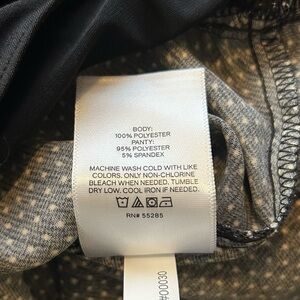 BODY:
100% POLYESTER
PANTY:
95% POLYESTER
5% SPANDEX
MACHINE WASH COLD WITH LIKE
COLORS. ONLY NON-CHLORINE
BLEACH WHEN NEEDED. TUMBLE
DRY LOW. COOL IRON IF NEEDED.
RN# 55285
#00030